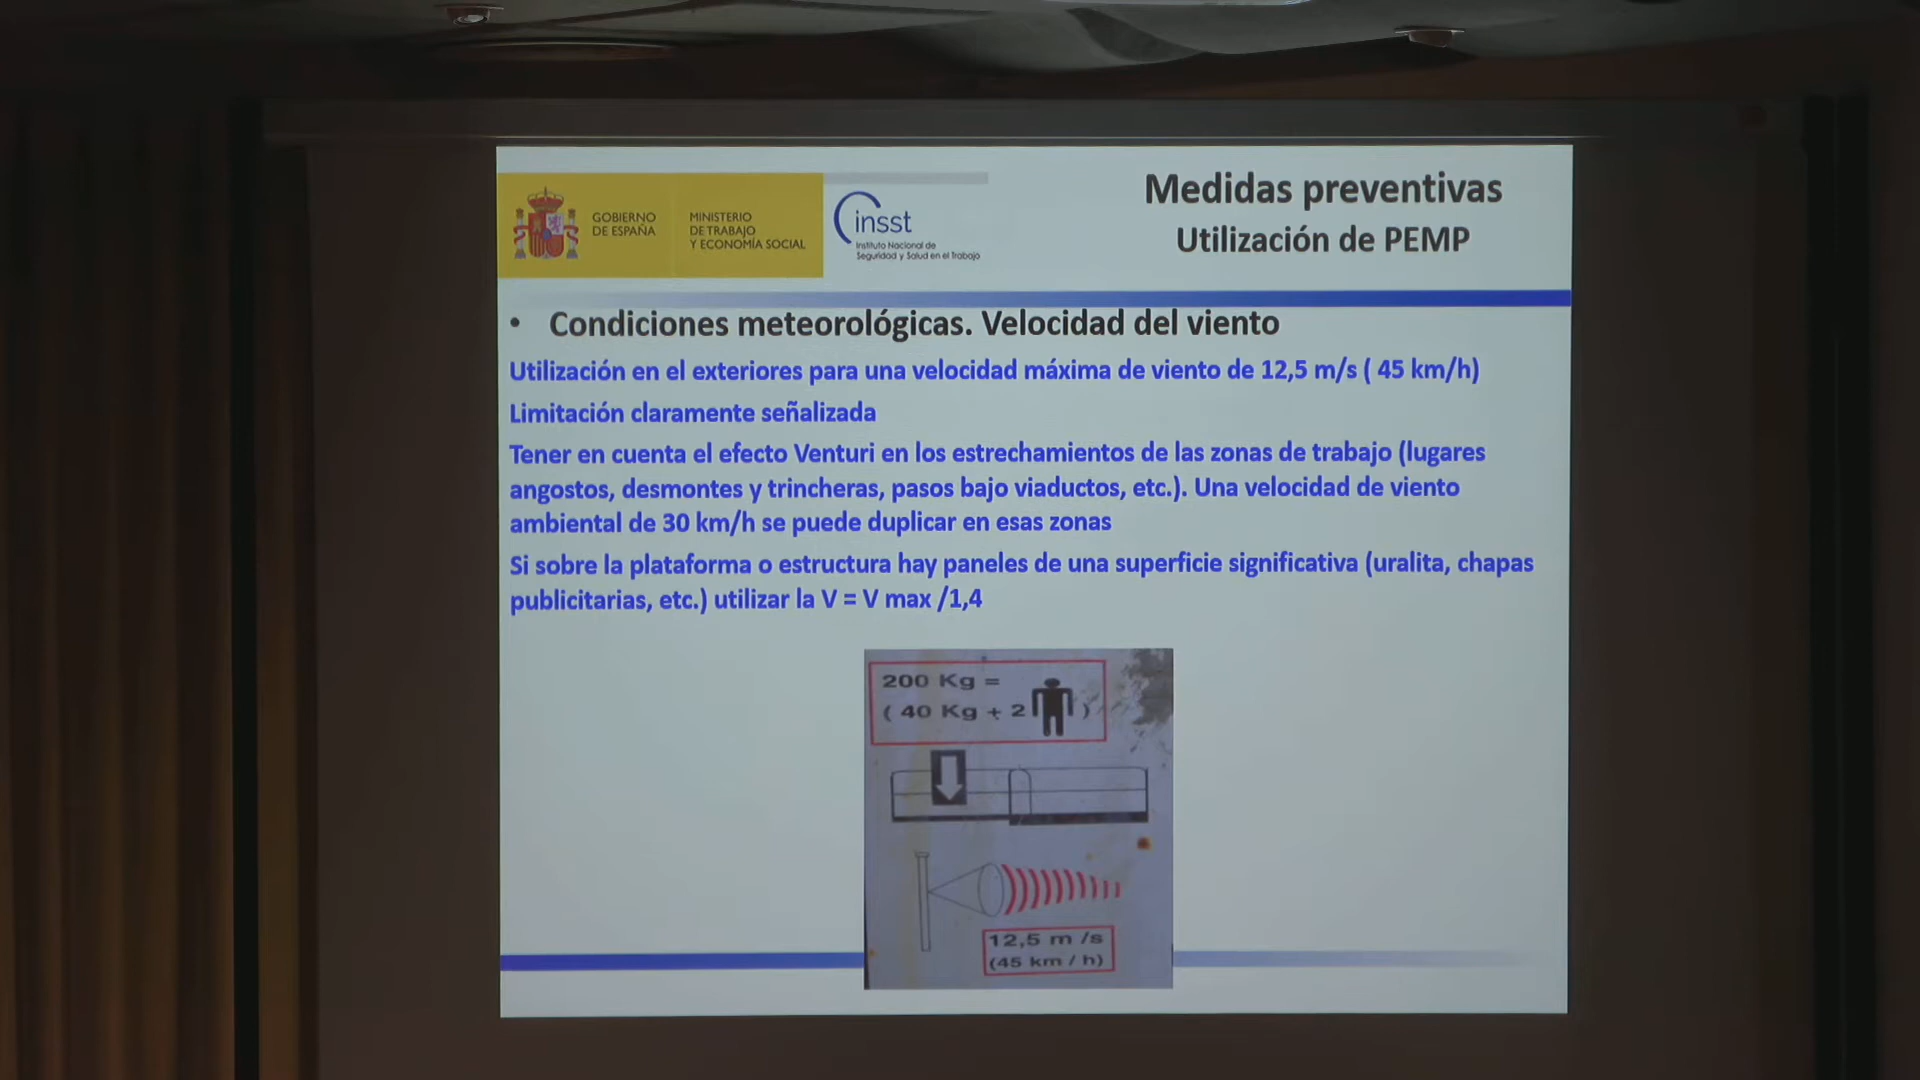 GOBIERNO
DE ESPAÑA
MINISTERIO
DE TRABAJO
Y ECONOMÍA SOCIAL
insst
Instituto Nacional de
Seguridad y Salud en el Trabajo
Medidas preventivas
Utilización de PEMP
• Condiciones meteorológicas. Velocidad del viento
Utilización en el exteriores para una velocidad máxima de viento de 12,5 m/s ( 45 km/h)
Limitación claramente señalizada
Tener en cuenta el efecto Venturi en los estrechamientos de las zonas de trabajo (lugares
angostos, desmontes y trincheras, pasos bajo viaductos, etc.). Una velocidad de viento
ambiental de 30 km/h se puede duplicar en esas zonas
Si sobre la plataforma o estructura hay paneles de una superficie significativa (uralita, chapas
publicitarias, etc.) utilizar la V = V max /1,4
200 Kg =
( 40 Kg + 2 )
12,5 m /s
(45 km / h)